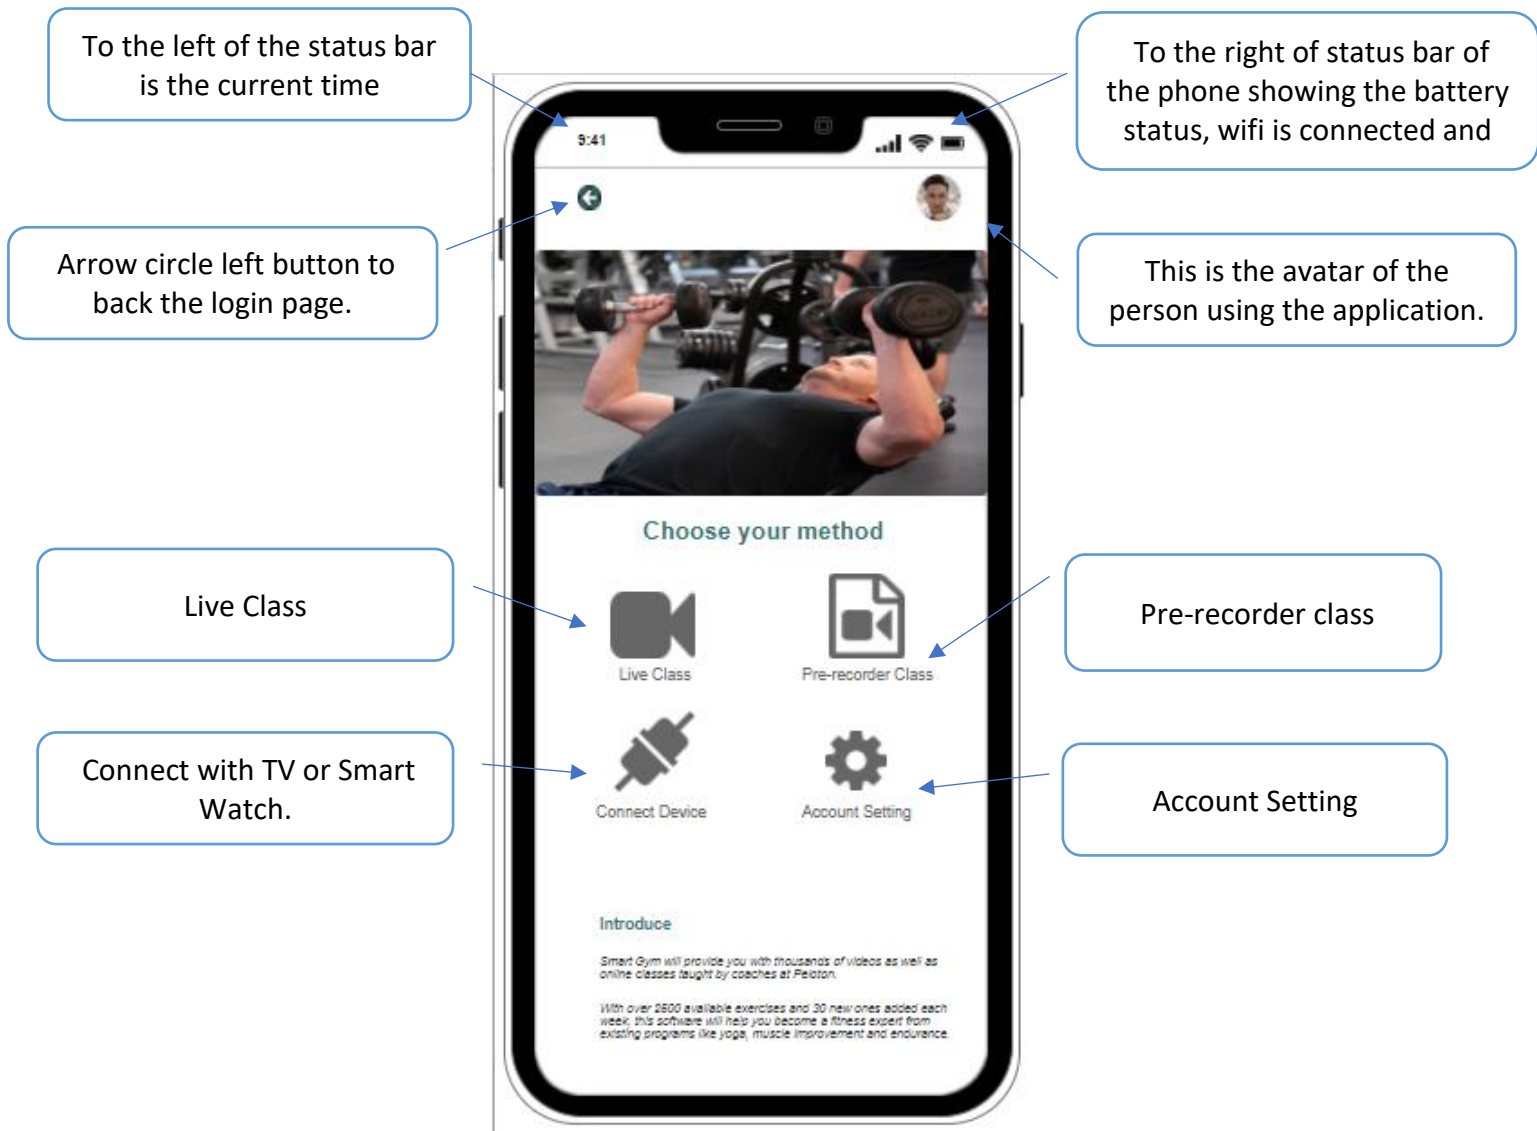 To the left of the status bar
is the current time
To the right of status bar of
the phone showing the battery
status, wifi is connected and
9:41
Arrow circle left button to
back the login page.
This is the avatar of the
person using the application.
Choose your method
Live Class
Pre-recorder class
Live Class
Pre-recorder Class
Connect with TV or Smart
Watch.
Account Setting
Connect Device
Account Setting
Introduce
Smart Gym will provide you with thousands of videos as well as
online classes taught by coaches at Peloton.
With over 2500 available exercises and 30 new ones added each
week, this software will help you become a fitness expert from
existing programs like yoga, muscle improvement and endurance.